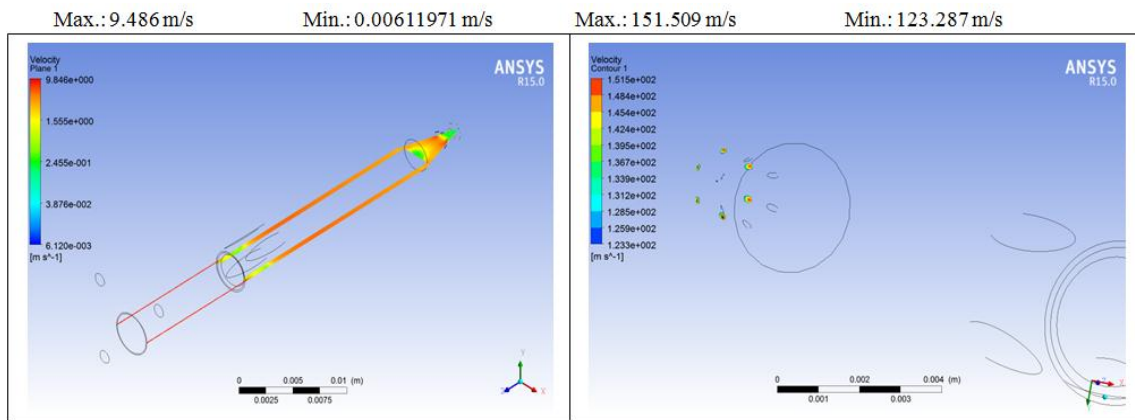 Max.: 9.486 m/s Min.: 0.00611971 m/s Max.: 151.509 m/s Min.: 123.287 m/s
Velocity
Plane 1
9.846e+000
1.555e+000
2.455e-001
3.876e-002
6.120e-003
[m s^-1]
ANSYS
R15.0
0 0.005 0.01 (m)
0.0025 0.0075
Y
Z X
Velocity
Contour 1
1.515e+002
1.484e+002
1.454e+002
1.424e+002
1.395e+002
1.367e+002
1.339e+002
1.312e+002
1.285e+002
1.259e+002
1.233e+002
[m s^-1]
ANSYS
R15.0
0 0.002 0.004 (m)
0.001 0.003
Z X
Y